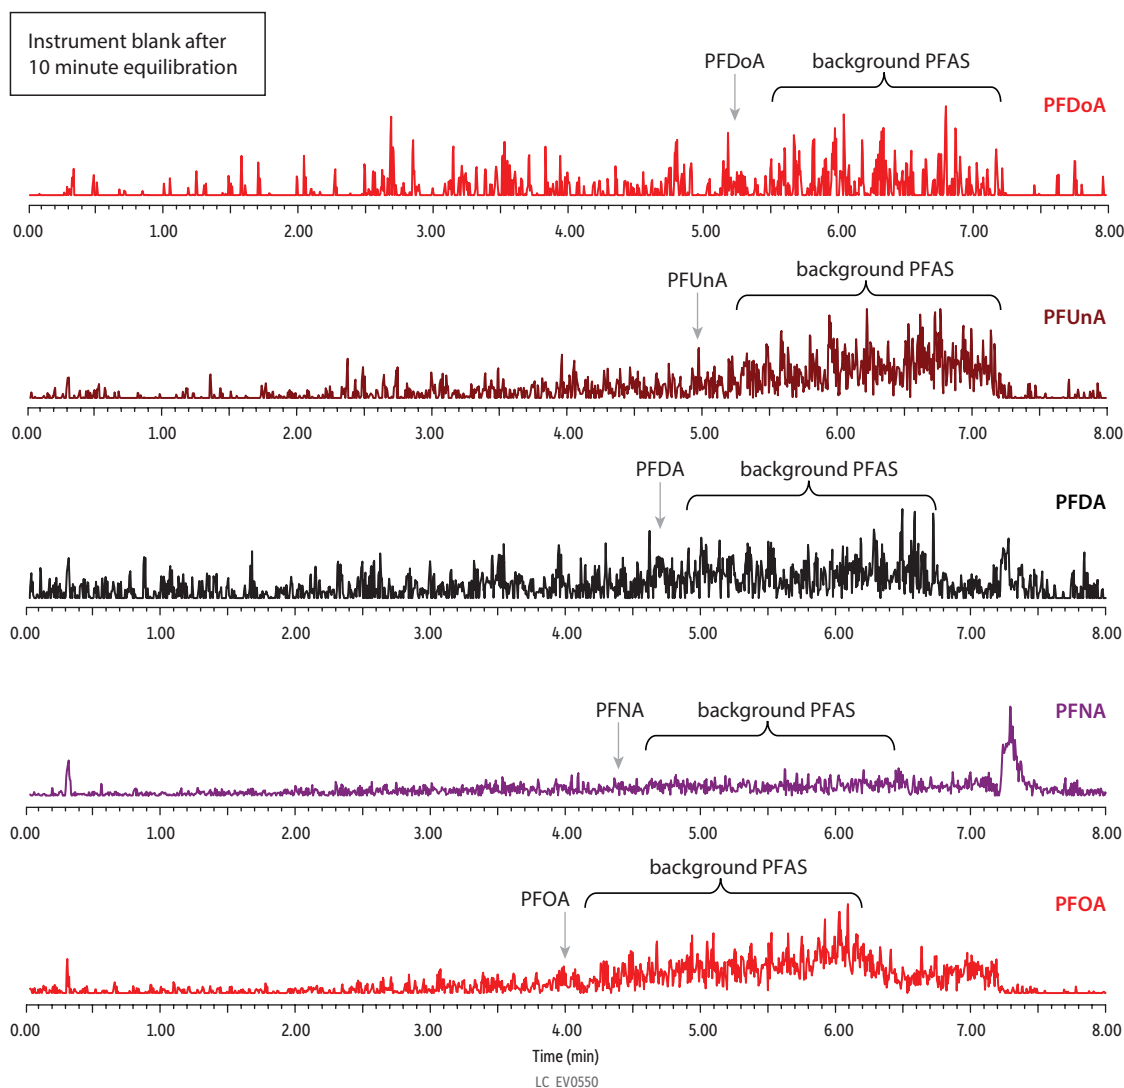 Instrument blank after
10 minute equilibration
PFDoA
background PFAS
PFDoA
0.00 1.00 2.00 3.00 4.00 5.00 6.00 7.00 8.00
PFUnA
background PFAS
PFUnA
0.00 1.00 2.00 3.00 4.00 5.00 6.00 7.00 8.00
PFDA
background PFAS
PFDA
0.00 1.00 2.00 3.00 4.00 5.00 6.00 7.00 8.00
PFNA
background PFAS
PFNA
0.00 1.00 2.00 3.00 4.00 5.00 6.00 7.00 8.00
PFOA
background PFAS
PFOA
0.00 1.00 2.00 3.00 4.00 5.00 6.00 7.00 8.00
Time (min)
LC_EV0550